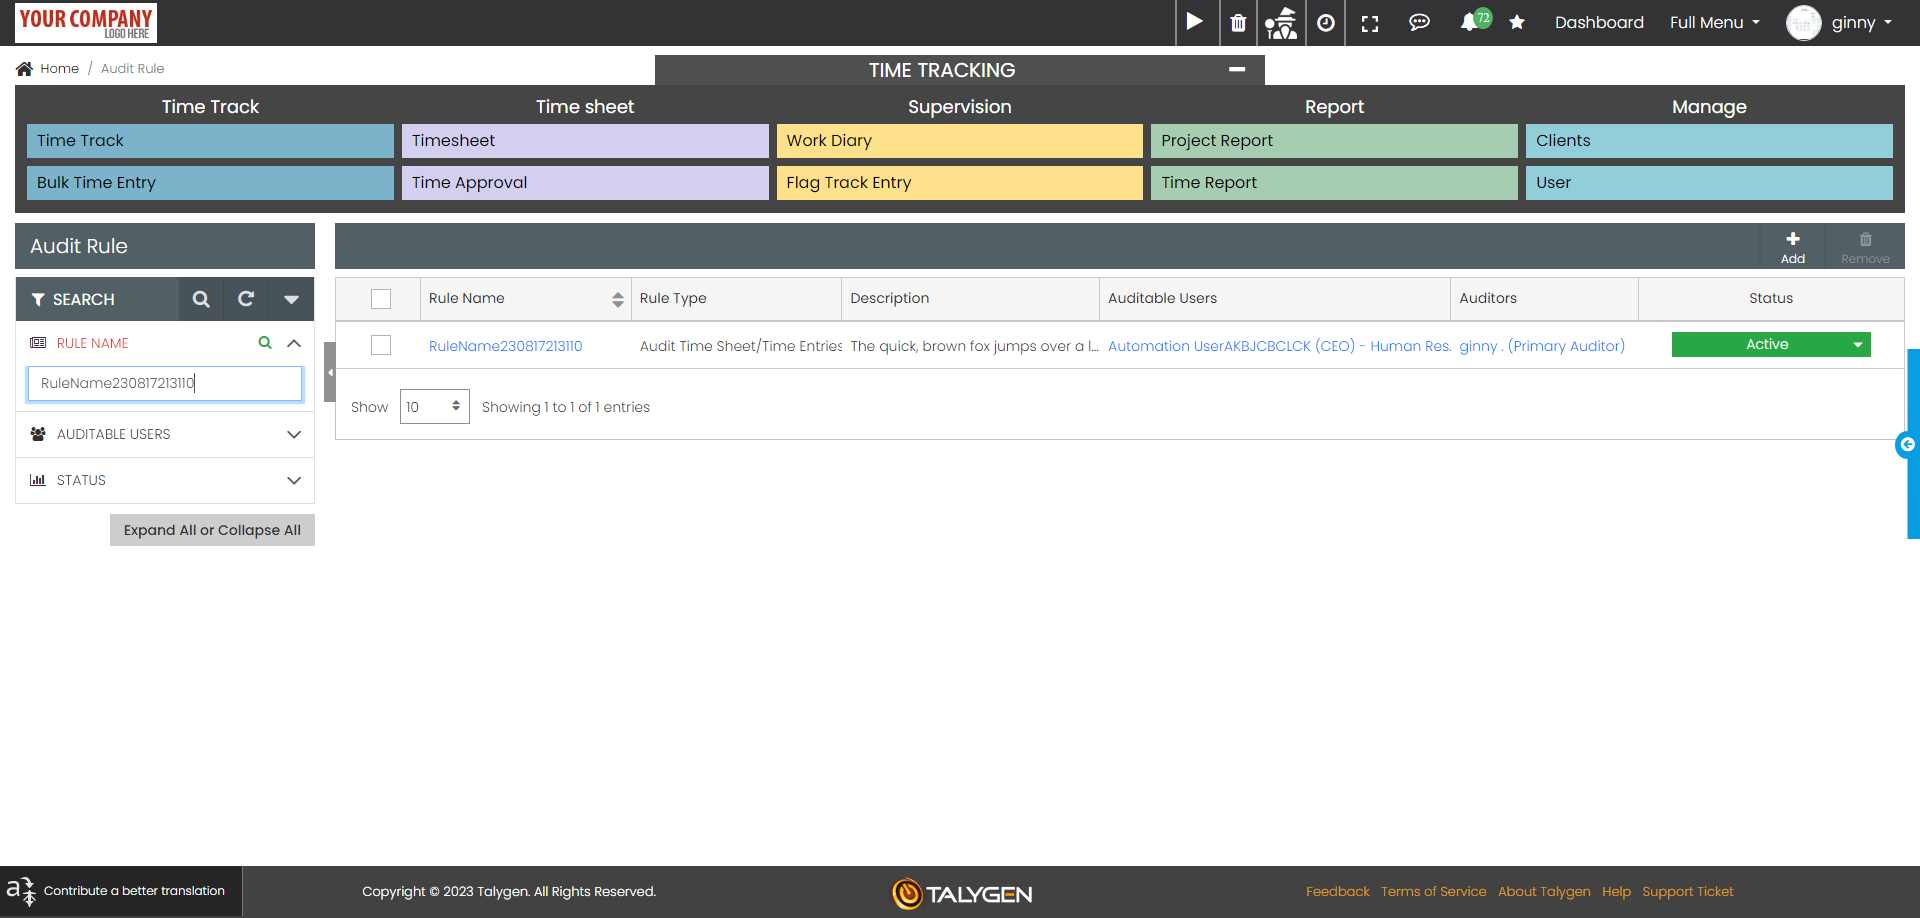 YOUR COMPANY
LOGO HERE
72
Dashboard
Full Menu
ginny
Home / Audit Rule
TIME TRACKING
Time Track
Time sheet
Supervision
Report
Manage
Time Track
Timesheet
Work Diary
Project Report
Clients
Bulk Time Entry
Time Approval
Flag Track Entry
Time Report
User
Audit Rule
Add
Remove
SEARCH
Rule Name
Rule Type
Description
Auditable Users
Auditors
Status
RULE NAME
RuleName230817213110
Audit Time Sheet/Time Entries
The quick, brown fox jumps over a l...
Automation UserAKBJCBCLCK (CEO) - Human Res.
ginny . (Primary Auditor)
Active
RuleName230817213110
Show 10 Showing 1 to 1 of 1 entries
AUDITABLE USERS
STATUS
Expand All or Collapse All
Contribute a better translation
Copyright © 2023 Talygen. All Rights Reserved.
TALYGEN
Feedback Terms of Service About Talygen Help Support Ticket